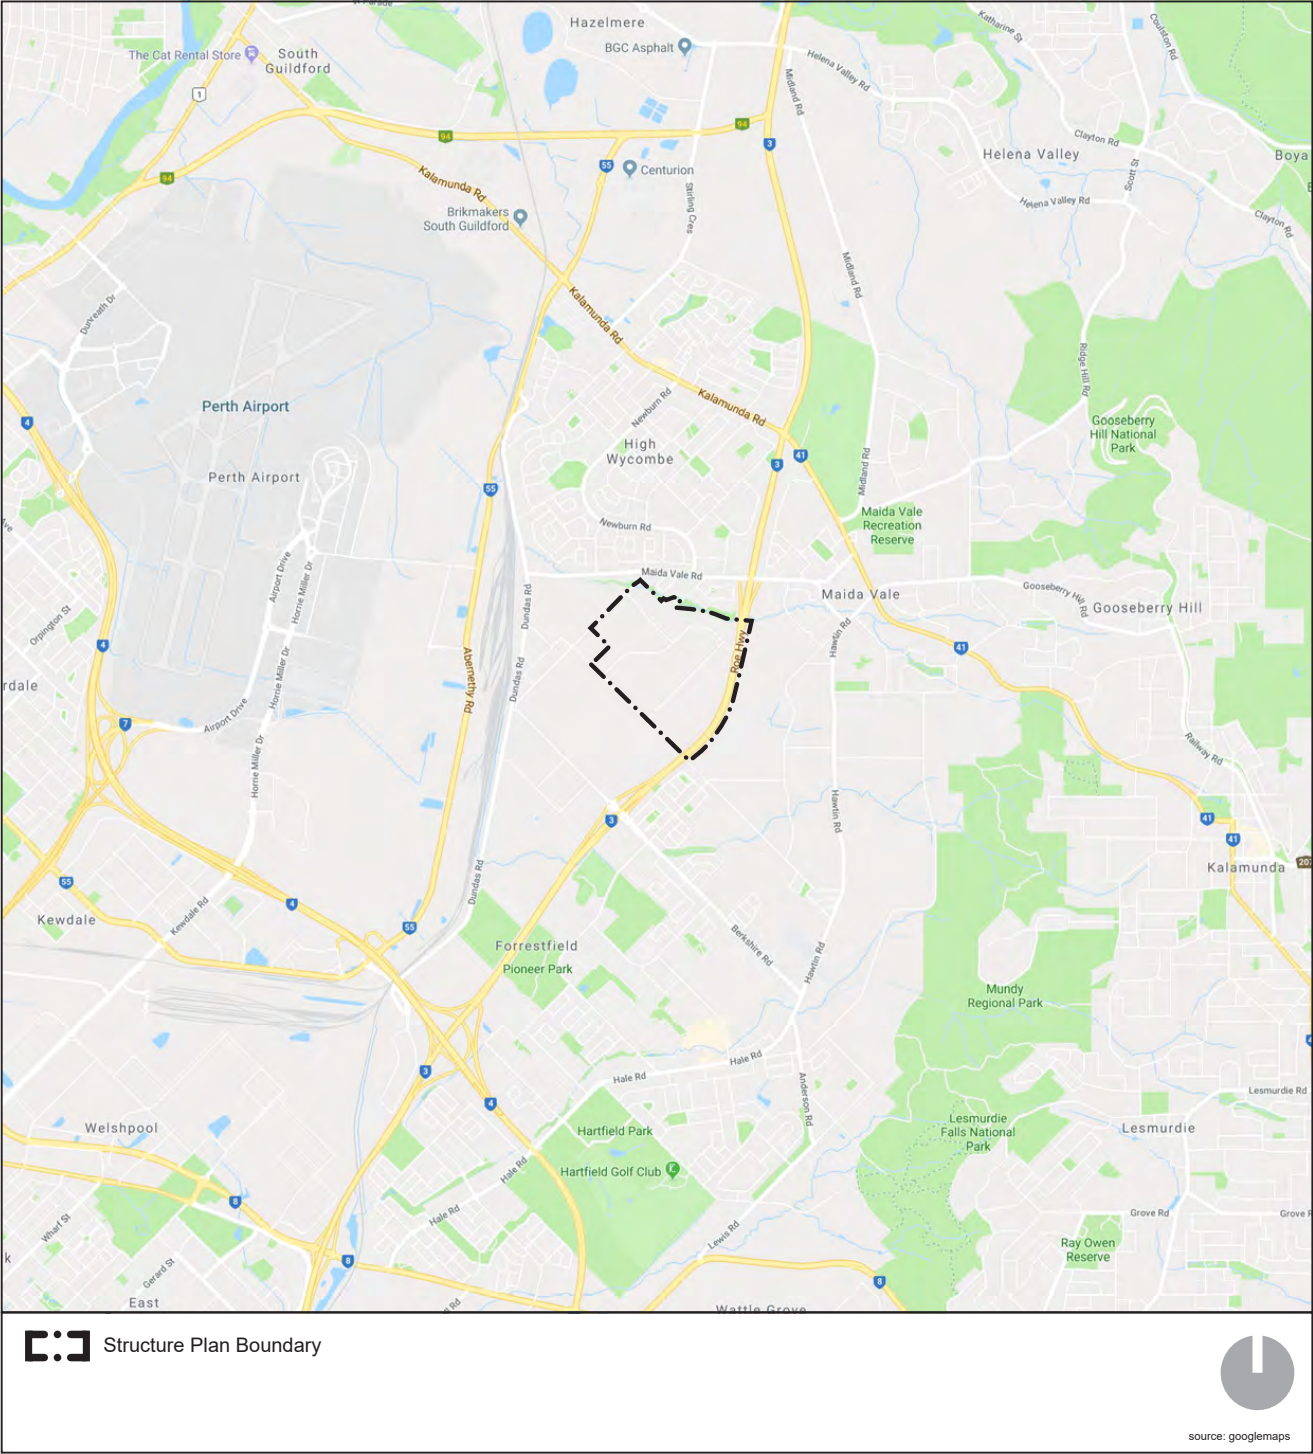 Hazelmere
BGC Asphalt
The Cat Rental Store
South
Guildford
Katharine St
Coulston Rd
Helena Valley Rd
Midland Rd
1
94
94
94
3
55
Centurion
Clayton Rd
Helena Valley
Boya
Scott St
Kalamunda Rd
Stirling Cres
Helena Valley Rd
Clayton Rd
Brikmakers
South Guildford
Midland Rd
Dunreath Dr
Kalamunda Rd
Ridge Hill Rd
Perth Airport
Newburn Rd
Kalamunda Rd
Gooseberry
Hill National
Park
4
High
Wycombe
41
3
Perth Airport
Midland Rd
55
Maida Vale
Recreation
Reserve
Newburn Rd
Ave
Airport Drive
Horrie Miller Dr
Maida Vale Rd
Maida Vale
Gooseberry Hill Rd
Gooseberry Hill
Dundas Rd
Orpington St
Hawtin Rd
4
41
Roe Hwy
Abernethy Rd
Dundas Rd
Horrie Miller Dr
rdale
Airport Drive
7
Railway Rd
Horrie Miller Dr
Hawtin Rd
3
41
41
Kalamunda
207
55
Dundas Rd
4
Kewdale
Kewdale Rd
55
Forrestfield
Berkshire Rd
Hawtin Rd
Pioneer Park
Mundy
Regional Park
Hale Rd
Hale Rd
3
4
Anderson Rd
Lesmurdie Rd
Welshpool
Hartfield Park
Lesmurdie
Falls National
Park
Lesmurdie
Hartfield Golf Club
Hale Rd
8
Hale Rd
Wharf St
Lewis Rd
Grove Rd
Grove R
Ray Owen
Reserve
k
Gerard St
8
8
East
Rd
Wattle Grove
Structure Plan Boundary
source: googlemaps